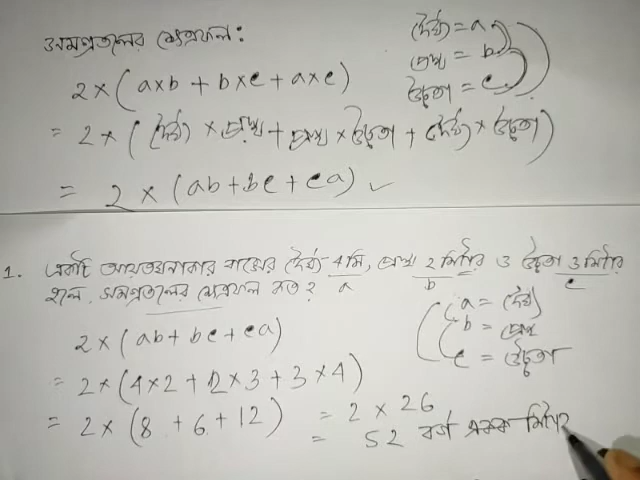 সমগ্রতলের ক্ষেত্রফল:
দৈর্ঘ্য = a
প্রস্থ = b
উচ্চতা = c
2×(a×b + b×c + a×c)
= 2×(দৈর্ঘ্য × প্রস্থ + প্রস্থ × উচ্চতা + দৈর্ঘ্য × উচ্চতা)
= 2×(ab+bc+ca) ✓
1. একটি আয়তাকার বাক্সের দৈর্ঘ্য 4 মি, প্রস্থ 2 মিটার ও উচ্চতা 3 মিটার
a b c
হলে, সমগ্রতলের ক্ষেত্রফল কত?
a = দৈর্ঘ্য
b = প্রস্থ
c = উচ্চতা
2×(ab+bc+ca)
= 2×(4×2 + 2×3 + 3×4)
= 2×(8 + 6 + 12) = 2 × 26
= 52 বর্গ একক মিটার